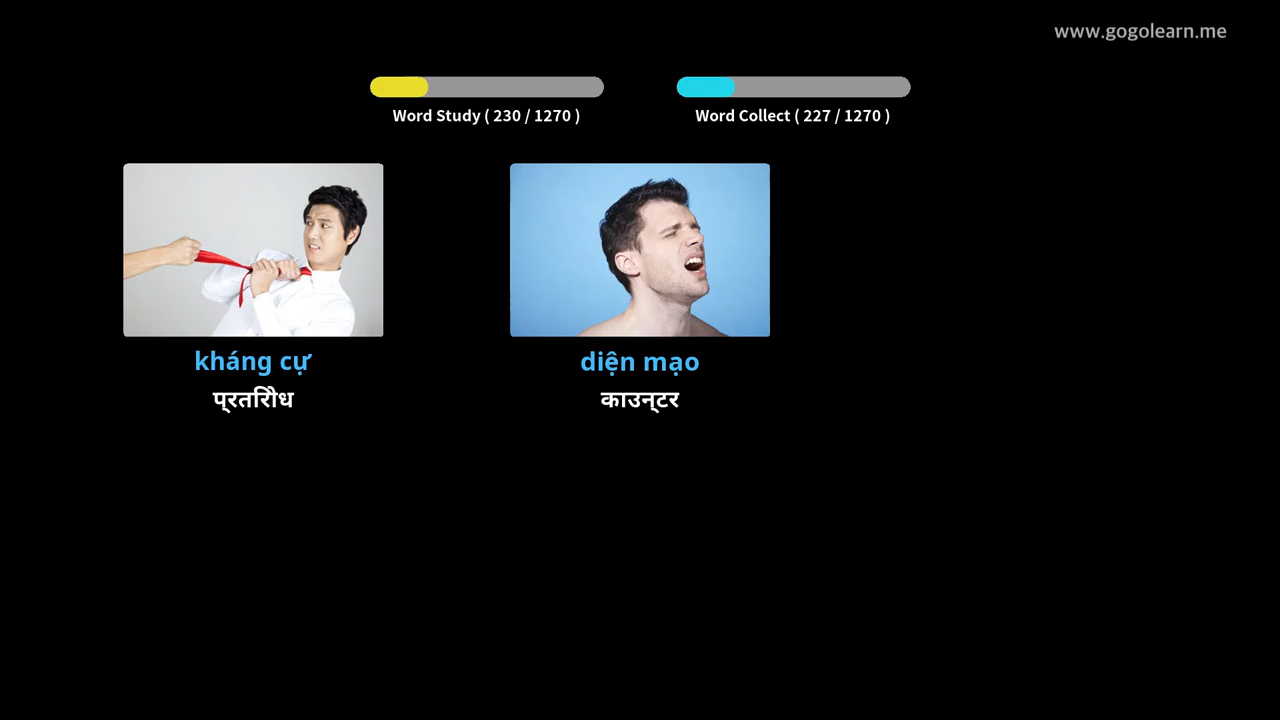 www.gogolearn.me
Word Study ( 230 / 1270 )
Word Collect ( 227 / 1270 )
kháng cự
प्रतिरोध
diện mạo
काउन्टर